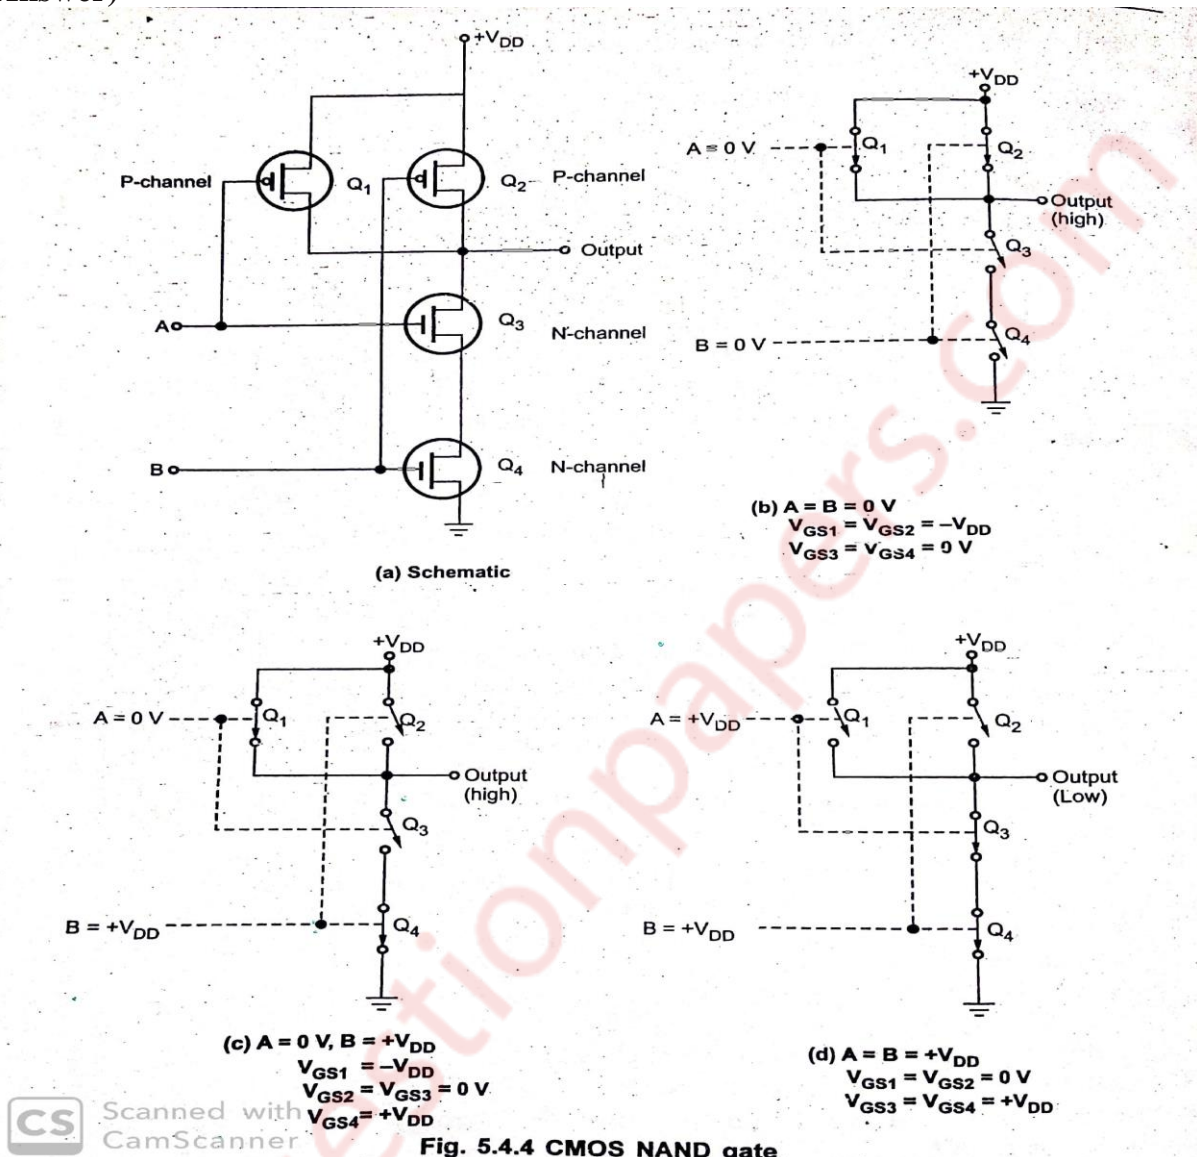 +VDD
P-channel
Q1
Q2
P-channel
Output
A
Q3
N-channel
B
Q4
N-channel
(a) Schematic
+VDD
A = 0 V
Q1
Q2
Output
(high)
Q3
B = 0 V
Q4
(b) A = B = 0 V
VGS1 = VGS2 = –VDD
VGS3 = VGS4 = 0 V
+VDD
A = 0 V
Q1
Q2
Output
(high)
Q3
B = +VDD
Q4
(c) A = 0 V, B = +VDD
VGS1 = –VDD
VGS2 = VGS3 = 0 V
VGS4 = +VDD
+VDD
A = +VDD
Q1
Q2
Output
(Low)
Q3
B = +VDD
Q4
(d) A = B = +VDD
VGS1 = VGS2 = 0 V
VGS3 = VGS4 = +VDD
Fig. 5.4.4 CMOS NAND gate
CS
Scanned with
CamScanner
estionpapers.com